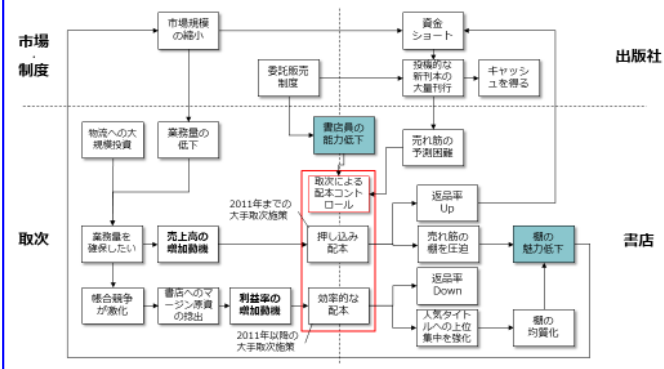 市場規模
の縮小
資金
ショート
市場
・
制度
出版社
委託販売
制度
投機的な
新刊本の
大量刊行
キャッシ
ュを得る
物流への大
規模投資
業務量の
低下
書店員の
能力低下
売れ筋の
予測困難
取次による
配本コント
ロール
2011年までの
大手取次施策
返品率
Up
取次
業務量を
確保したい
売上高の
増加動機
押し込み
配本
売れ筋の
棚を圧迫
棚の
魅力低下
書店
返品率
Down
帳合競争
が激化
書店へのマ
ージン原資
の捻出
利益率の
増加動機
効率的な
配本
人気タイト
ルへの上位
集中を強化
棚の
均質化
2011年以降の
大手取次施策